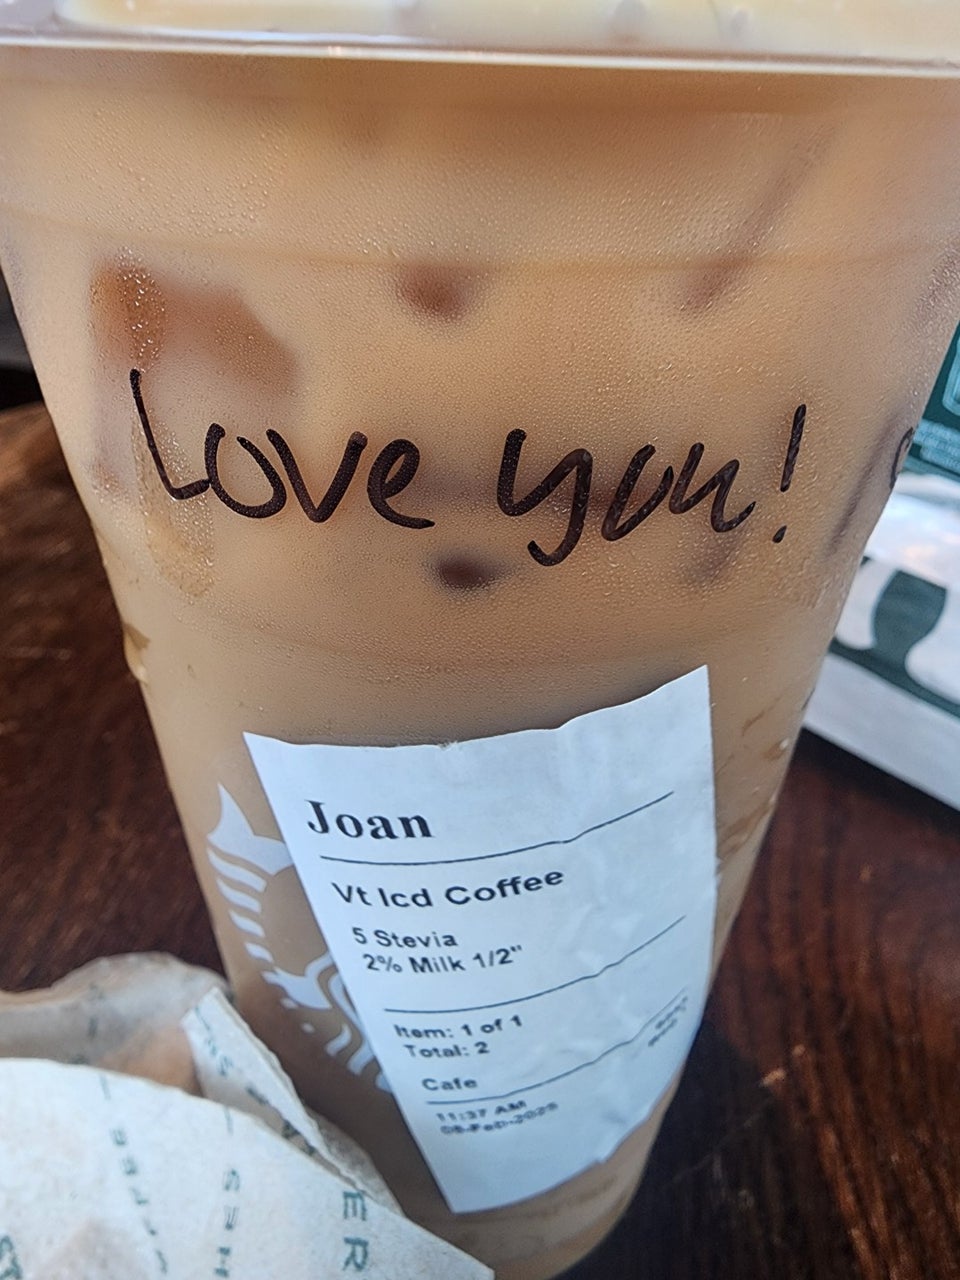 Love you!
Joan
Vt Icd Coffee
5 Stevia
2% Milk 1/2"
Item: 1 of 1
Total: 2
Cafe
11:37 AM